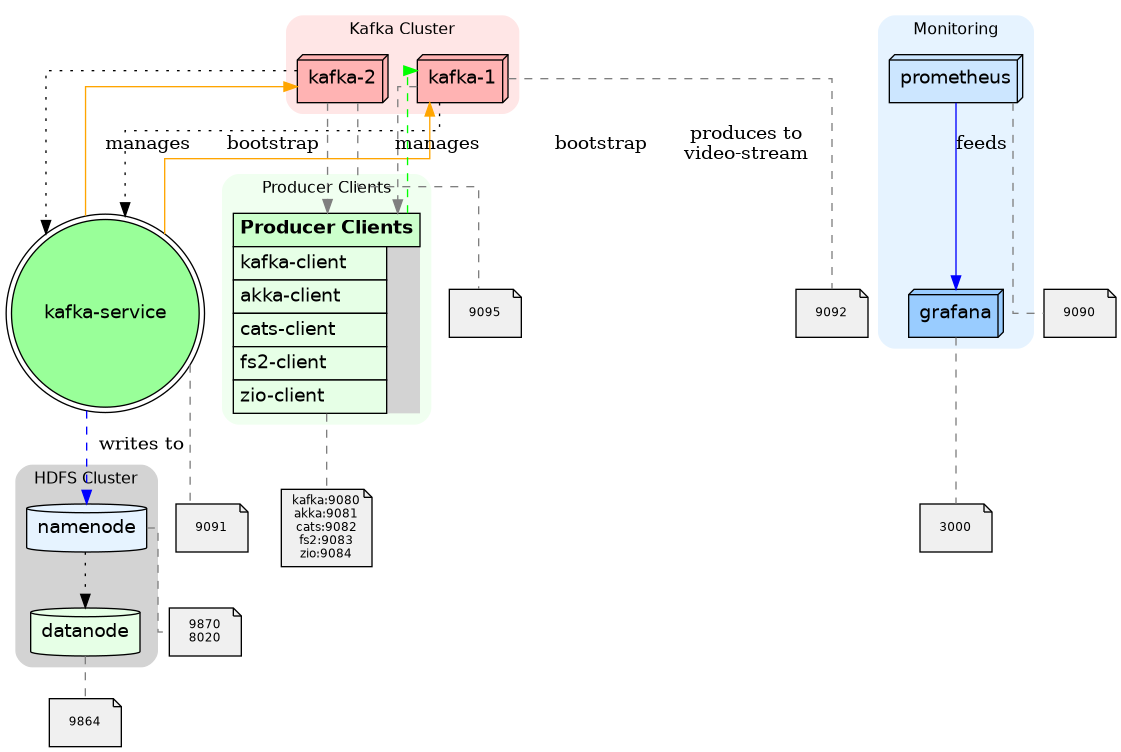 Kafka Cluster
Monitoring
kafka-2
kafka-1
prometheus
manages
bootstrap
manages
bootstrap
produces to
video-stream
feeds
Producer Clients
Producer Clients
kafka-client
akka-client
cats-client
fs2-client
zio-client
kafka-service
9095
9092
grafana
9090
writes to
HDFS Cluster
namenode
9091
kafka:9080
akka:9081
cats:9082
fs2:9083
zio:9084
3000
datanode
9870
8020
9864